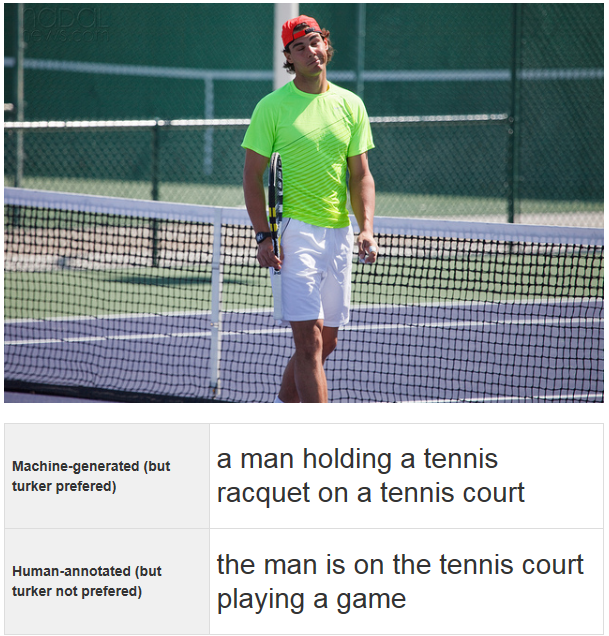 Machine-generated (but
turker prefered)
a man holding a tennis
racquet on a tennis court
Human-annotated (but
turker not prefered)
the man is on the tennis court
playing a game